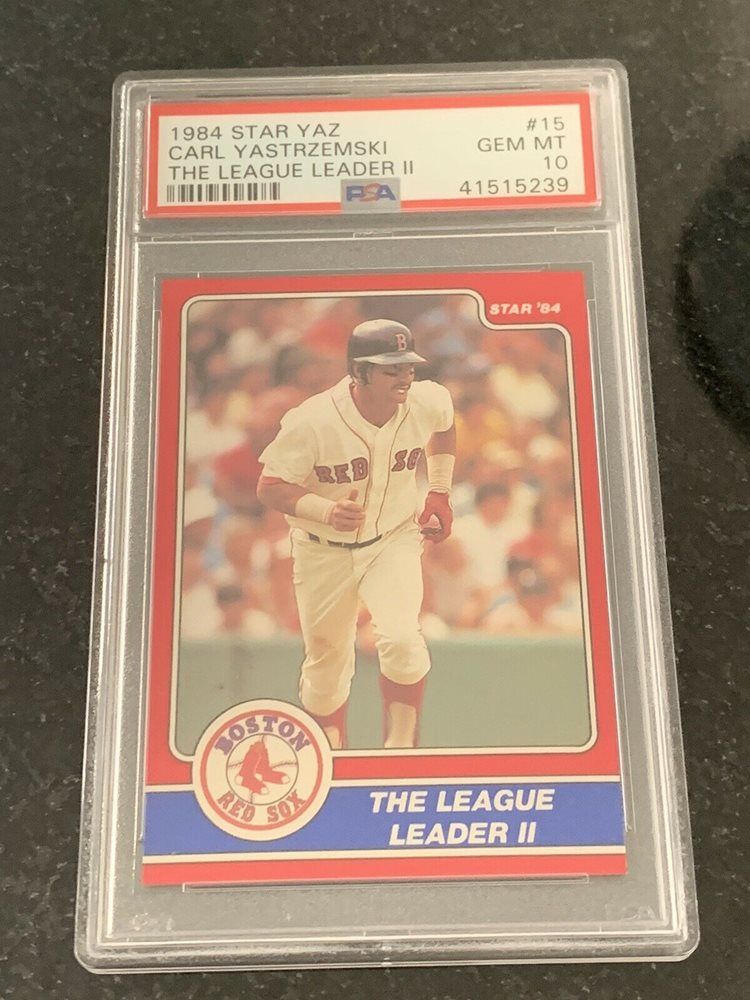 1984 STAR YAZ #15
CARL YASTRZEMSKI GEM MT
THE LEAGUE LEADER II 10
PSA 41515239
STAR '84
B
RED SO
BOSTON
RED SOX
THE LEAGUE
LEADER II